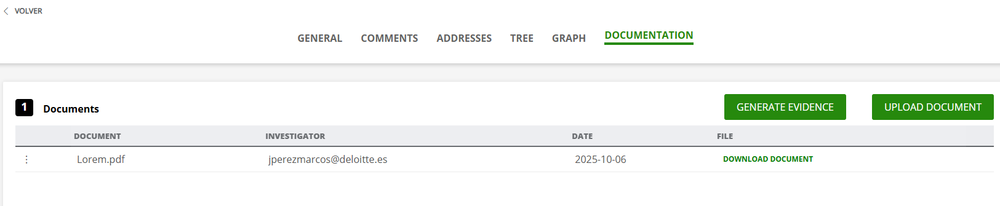 VOLVER
GENERAL COMMENTS ADDRESSES TREE GRAPH DOCUMENTATION
1 Documents GENERATE EVIDENCE UPLOAD DOCUMENT
DOCUMENT INVESTIGATOR DATE FILE
Lorem.pdf jperezmarcos@deloitte.es 2025-10-06 DOWNLOAD DOCUMENT